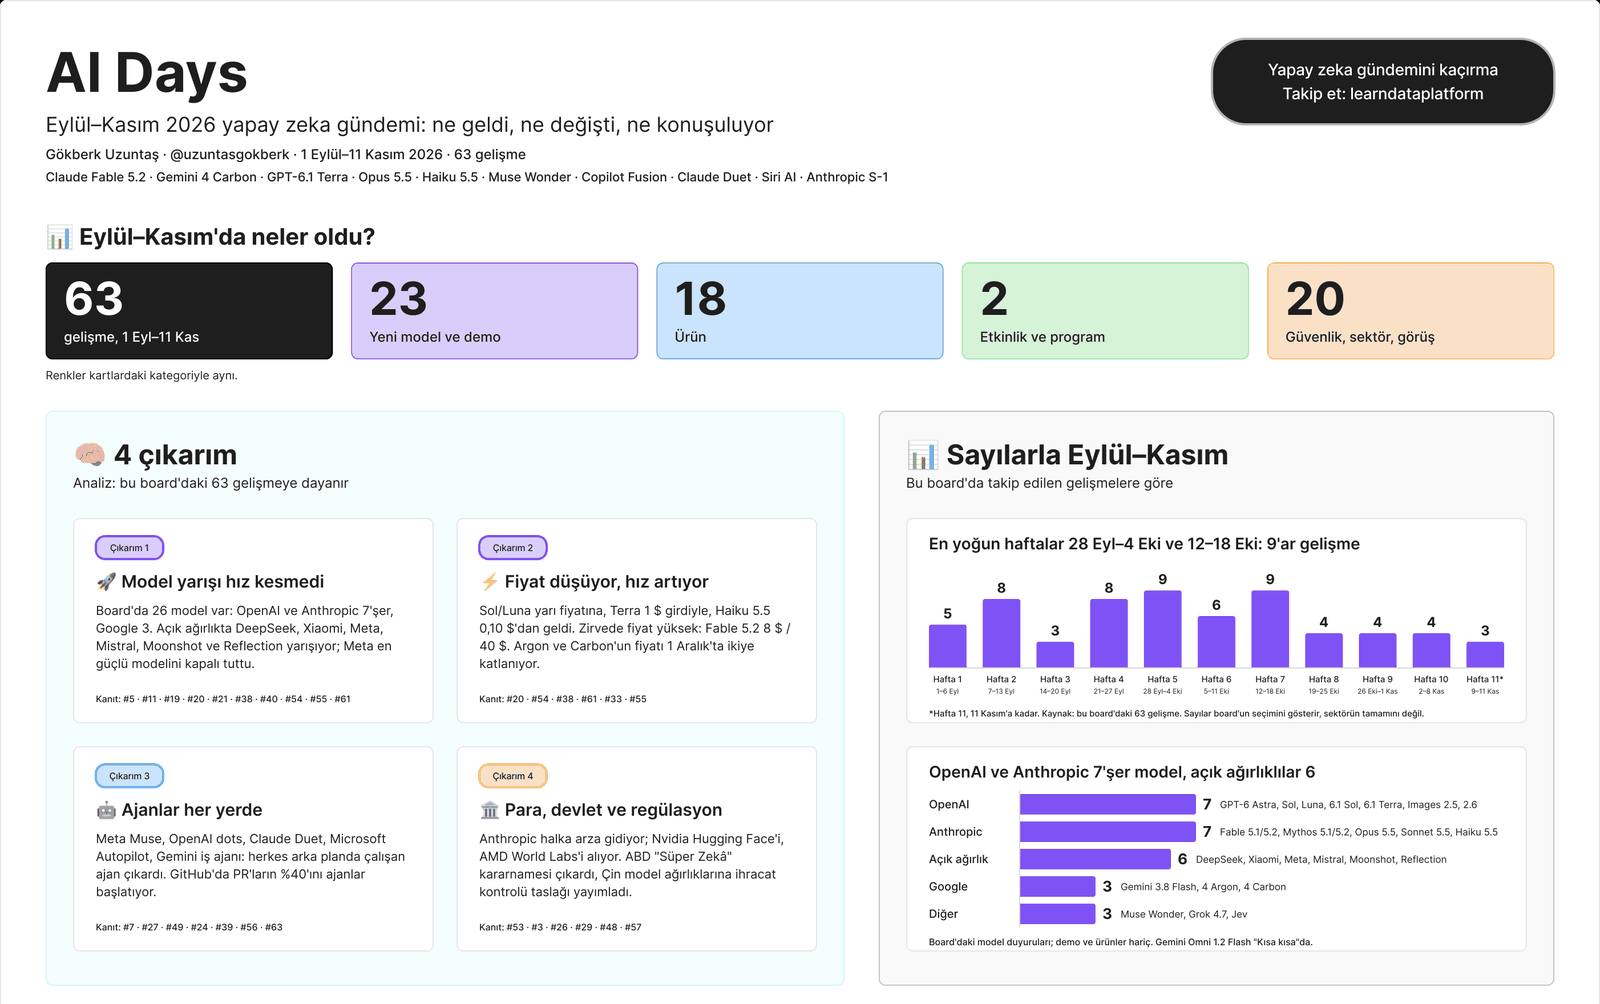 AI Days
Eylül–Kasım 2026 yapay zeka gündemi: ne geldi, ne değişti, ne konuşuluyor
Gökberk Uzuntaş · @uzuntasgokberk · 1 Eylül–11 Kasım 2026 · 63 gelişme
Claude Fable 5.2 · Gemini 4 Carbon · GPT-6.1 Terra · Opus 5.5 · Haiku 5.5 · Muse Wonder · Copilot Fusion · Claude Duet · Siri AI · Anthropic S-1
Yapay zeka gündemini kaçırma
Takip et: learndataplatform
Eylül–Kasım'da neler oldu?
63
gelişme, 1 Eyl–11 Kas
23
Yeni model ve demo
18
Ürün
2
Etkinlik ve program
20
Güvenlik, sektör, görüş
Renkler kartlardaki kategoriyle aynı.
4 çıkarım
Analiz: bu board'daki 63 gelişmeye dayanır
Çıkarım 1
Model yarışı hız kesmedi
Board'da 26 model var: OpenAI ve Anthropic 7'şer,
Google 3. Açık ağırlıkta DeepSeek, Xiaomi, Meta,
Mistral, Moonshot ve Reflection yarışıyor; Meta en
güçlü modelini kapalı tuttu.
Kanıt: #5 · #11 · #19 · #20 · #21 · #38 · #40 · #54 · #55 · #61
Çıkarım 2
Fiyat düşüyor, hız artıyor
Sol/Luna yarı fiyatına, Terra 1 $ girdiyle, Haiku 5.5
0,10 $'dan geldi. Zirvede fiyat yüksek: Fable 5.2 8 $ /
40 $. Argon ve Carbon'un fiyatı 1 Aralık'ta ikiye
katlanıyor.
Kanıt: #20 · #54 · #38 · #61 · #33 · #55
Çıkarım 3
Ajanlar her yerde
Meta Muse, OpenAI dots, Claude Duet, Microsoft
Autopilot, Gemini iş ajanı: herkes arka planda çalışan
ajan çıkardı. GitHub'da PR'ların %40'ını ajanlar
başlatıyor.
Kanıt: #7 · #27 · #49 · #24 · #39 · #56 · #63
Çıkarım 4
Para, devlet ve regülasyon
Anthropic halka arza gidiyor; Nvidia Hugging Face'i,
AMD World Labs'i alıyor. ABD "Süper Zekâ"
kararnamesi çıkardı, Çin model ağırlıklarına ihracat
kontrolü taslağı yayımladı.
Kanıt: #53 · #3 · #26 · #29 · #48 · #57
Sayılarla Eylül–Kasım
Bu board'da takip edilen gelişmelere göre
En yoğun haftalar 28 Eyl–4 Eki ve 12–18 Eki: 9'ar gelişme
5 8 3 8 9 6 9 4 4 4 3
Hafta 1 Hafta 2 Hafta 3 Hafta 4 Hafta 5 Hafta 6 Hafta 7 Hafta 8 Hafta 9 Hafta 10 Hafta 11*
1–6 Eyl 7–13 Eyl 14–20 Eyl 21–27 Eyl 28 Eyl–4 Eki 5–11 Eki 12–18 Eki 19–25 Eki 26 Eki–1 Kas 2–8 Kas 9–11 Kas
*Hafta 11, 11 Kasım'a kadar. Kaynak: bu board'daki 63 gelişme. Sayılar board'un seçimini gösterir, sektörün tamamını değil.
OpenAI ve Anthropic 7'şer model, açık ağırlıklılar 6
OpenAI 7 GPT-6 Astra, Sol, Luna, 6.1 Sol, 6.1 Terra, Images 2.5, 2.6
Anthropic 7 Fable 5.1/5.2, Mythos 5.1/5.2, Opus 5.5, Sonnet 5.5, Haiku 5.5
Açık ağırlık 6 DeepSeek, Xiaomi, Meta, Mistral, Moonshot, Reflection
Google 3 Gemini 3.8 Flash, 4 Argon, 4 Carbon
Diğer 3 Muse Wonder, Grok 4.7, Jev
Board'daki model duyuruları; demo ve ürünler hariç. Gemini Omni 1.2 Flash "Kısa kısa"da.